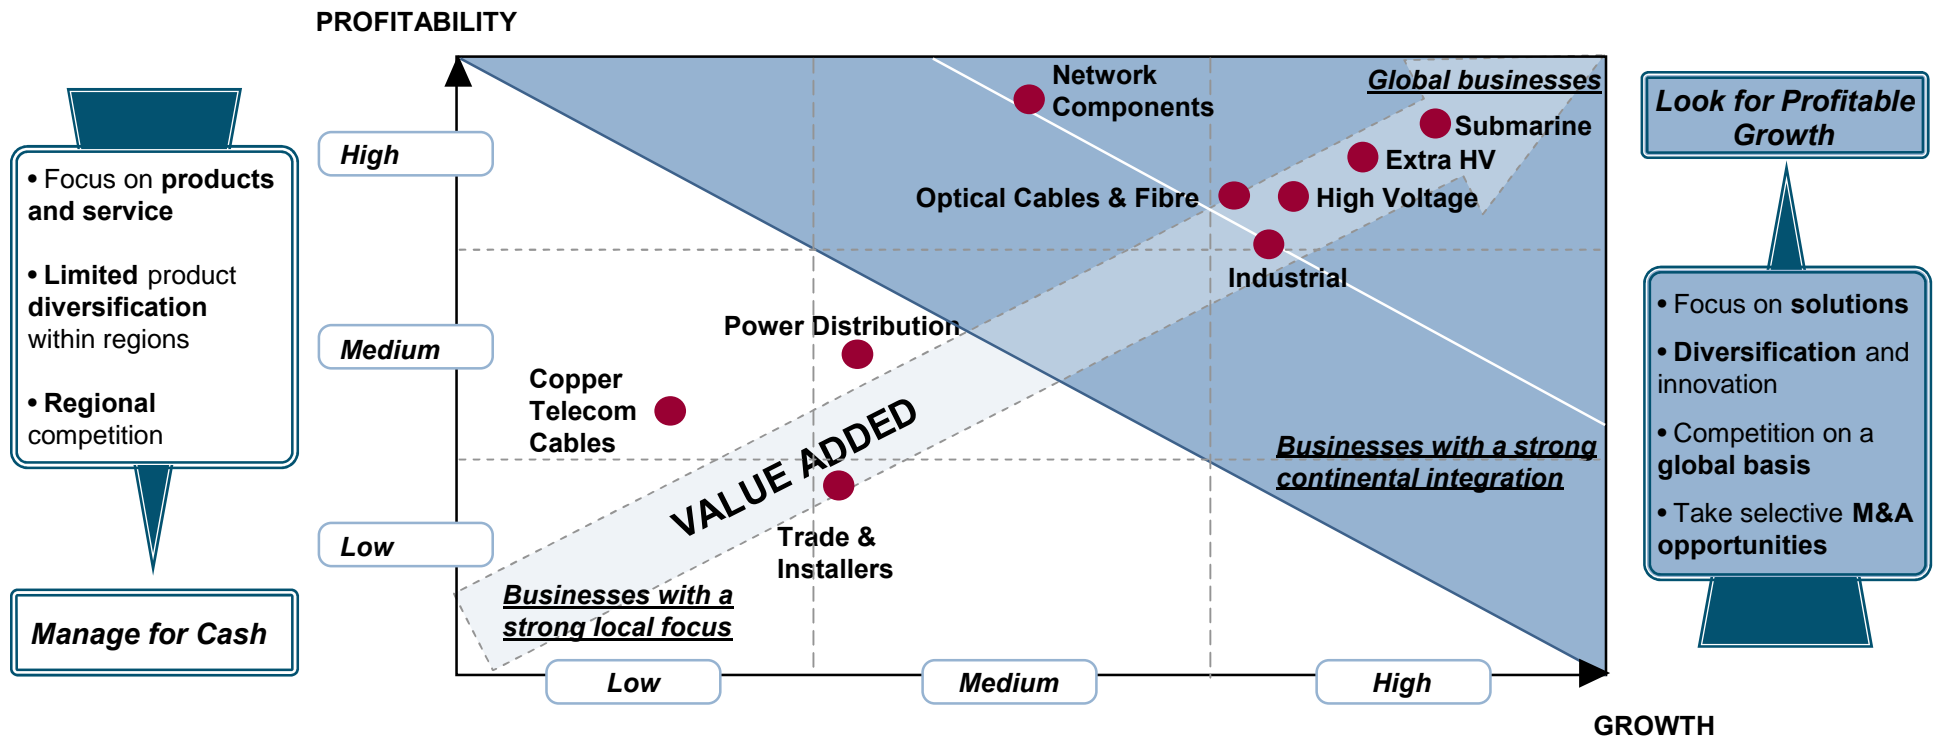 PROFITABILITY
• Focus on products
and service
• Limited product
diversification
within regions
• Regional
competition
Manage for Cash
High
Medium
Low
Network
Components
Global businesses
Submarine
Extra HV
Optical Cables & Fibre
High Voltage
Industrial
Power Distribution
Copper
Telecom
Cables
VALUE ADDED
Trade &
Installers
Businesses with a strong
continental integration
Businesses with a
strong local focus
Low
Medium
High
GROWTH
Look for Profitable
Growth
• Focus on solutions
• Diversification and
innovation
• Competition on a
global basis
• Take selective M&A
opportunities